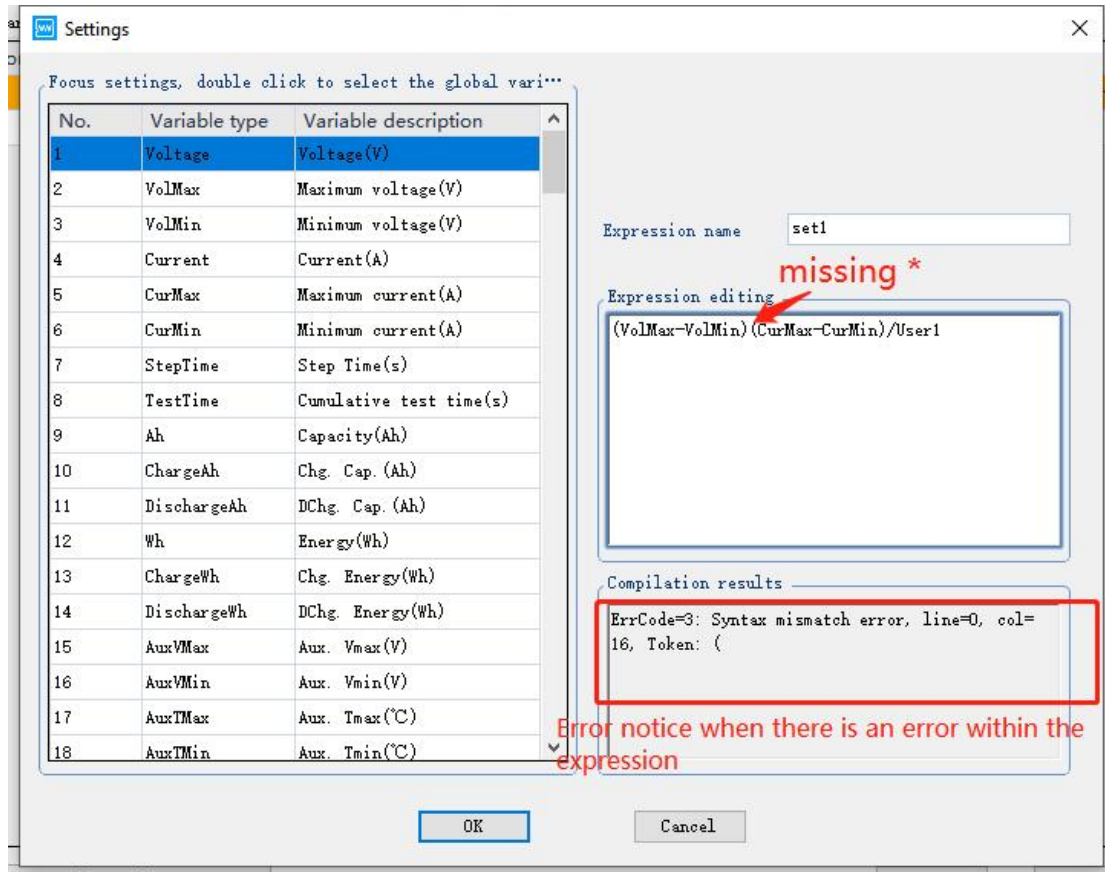 Settings
Focus settings, double click to select the global vari···
No. Variable type Variable description
1 Voltage Voltage(V)
2 VolMax Maximum voltage(V)
3 VolMin Minimum voltage(V)
4 Current Current(A)
5 CurMax Maximum current(A)
6 CurMin Minimum current(A)
7 StepTime Step Time(s)
8 TestTime Cumulative test time(s)
9 Ah Capacity(Ah)
10 ChargeAh Chg. Cap.(Ah)
11 DischargeAh DChg. Cap.(Ah)
12 Wh Energy(Wh)
13 ChargeWh Chg. Energy(Wh)
14 DischargeWh DChg. Energy(Wh)
15 AuxVMax Aux. Vmax(V)
16 AuxVMin Aux. Vmin(V)
17 AuxTMax Aux. Tmax(℃)
18 AuxTMin Aux. Tmin(℃)
Expression name set1
missing *
Expression editing
(VolMax-VolMin)(CurMax-CurMin)/User1
Compilation results
ErrCode=3: Syntax mismatch error, line=0, col=
16, Token: (
Error notice when there is an error within the
expression
OK Cancel